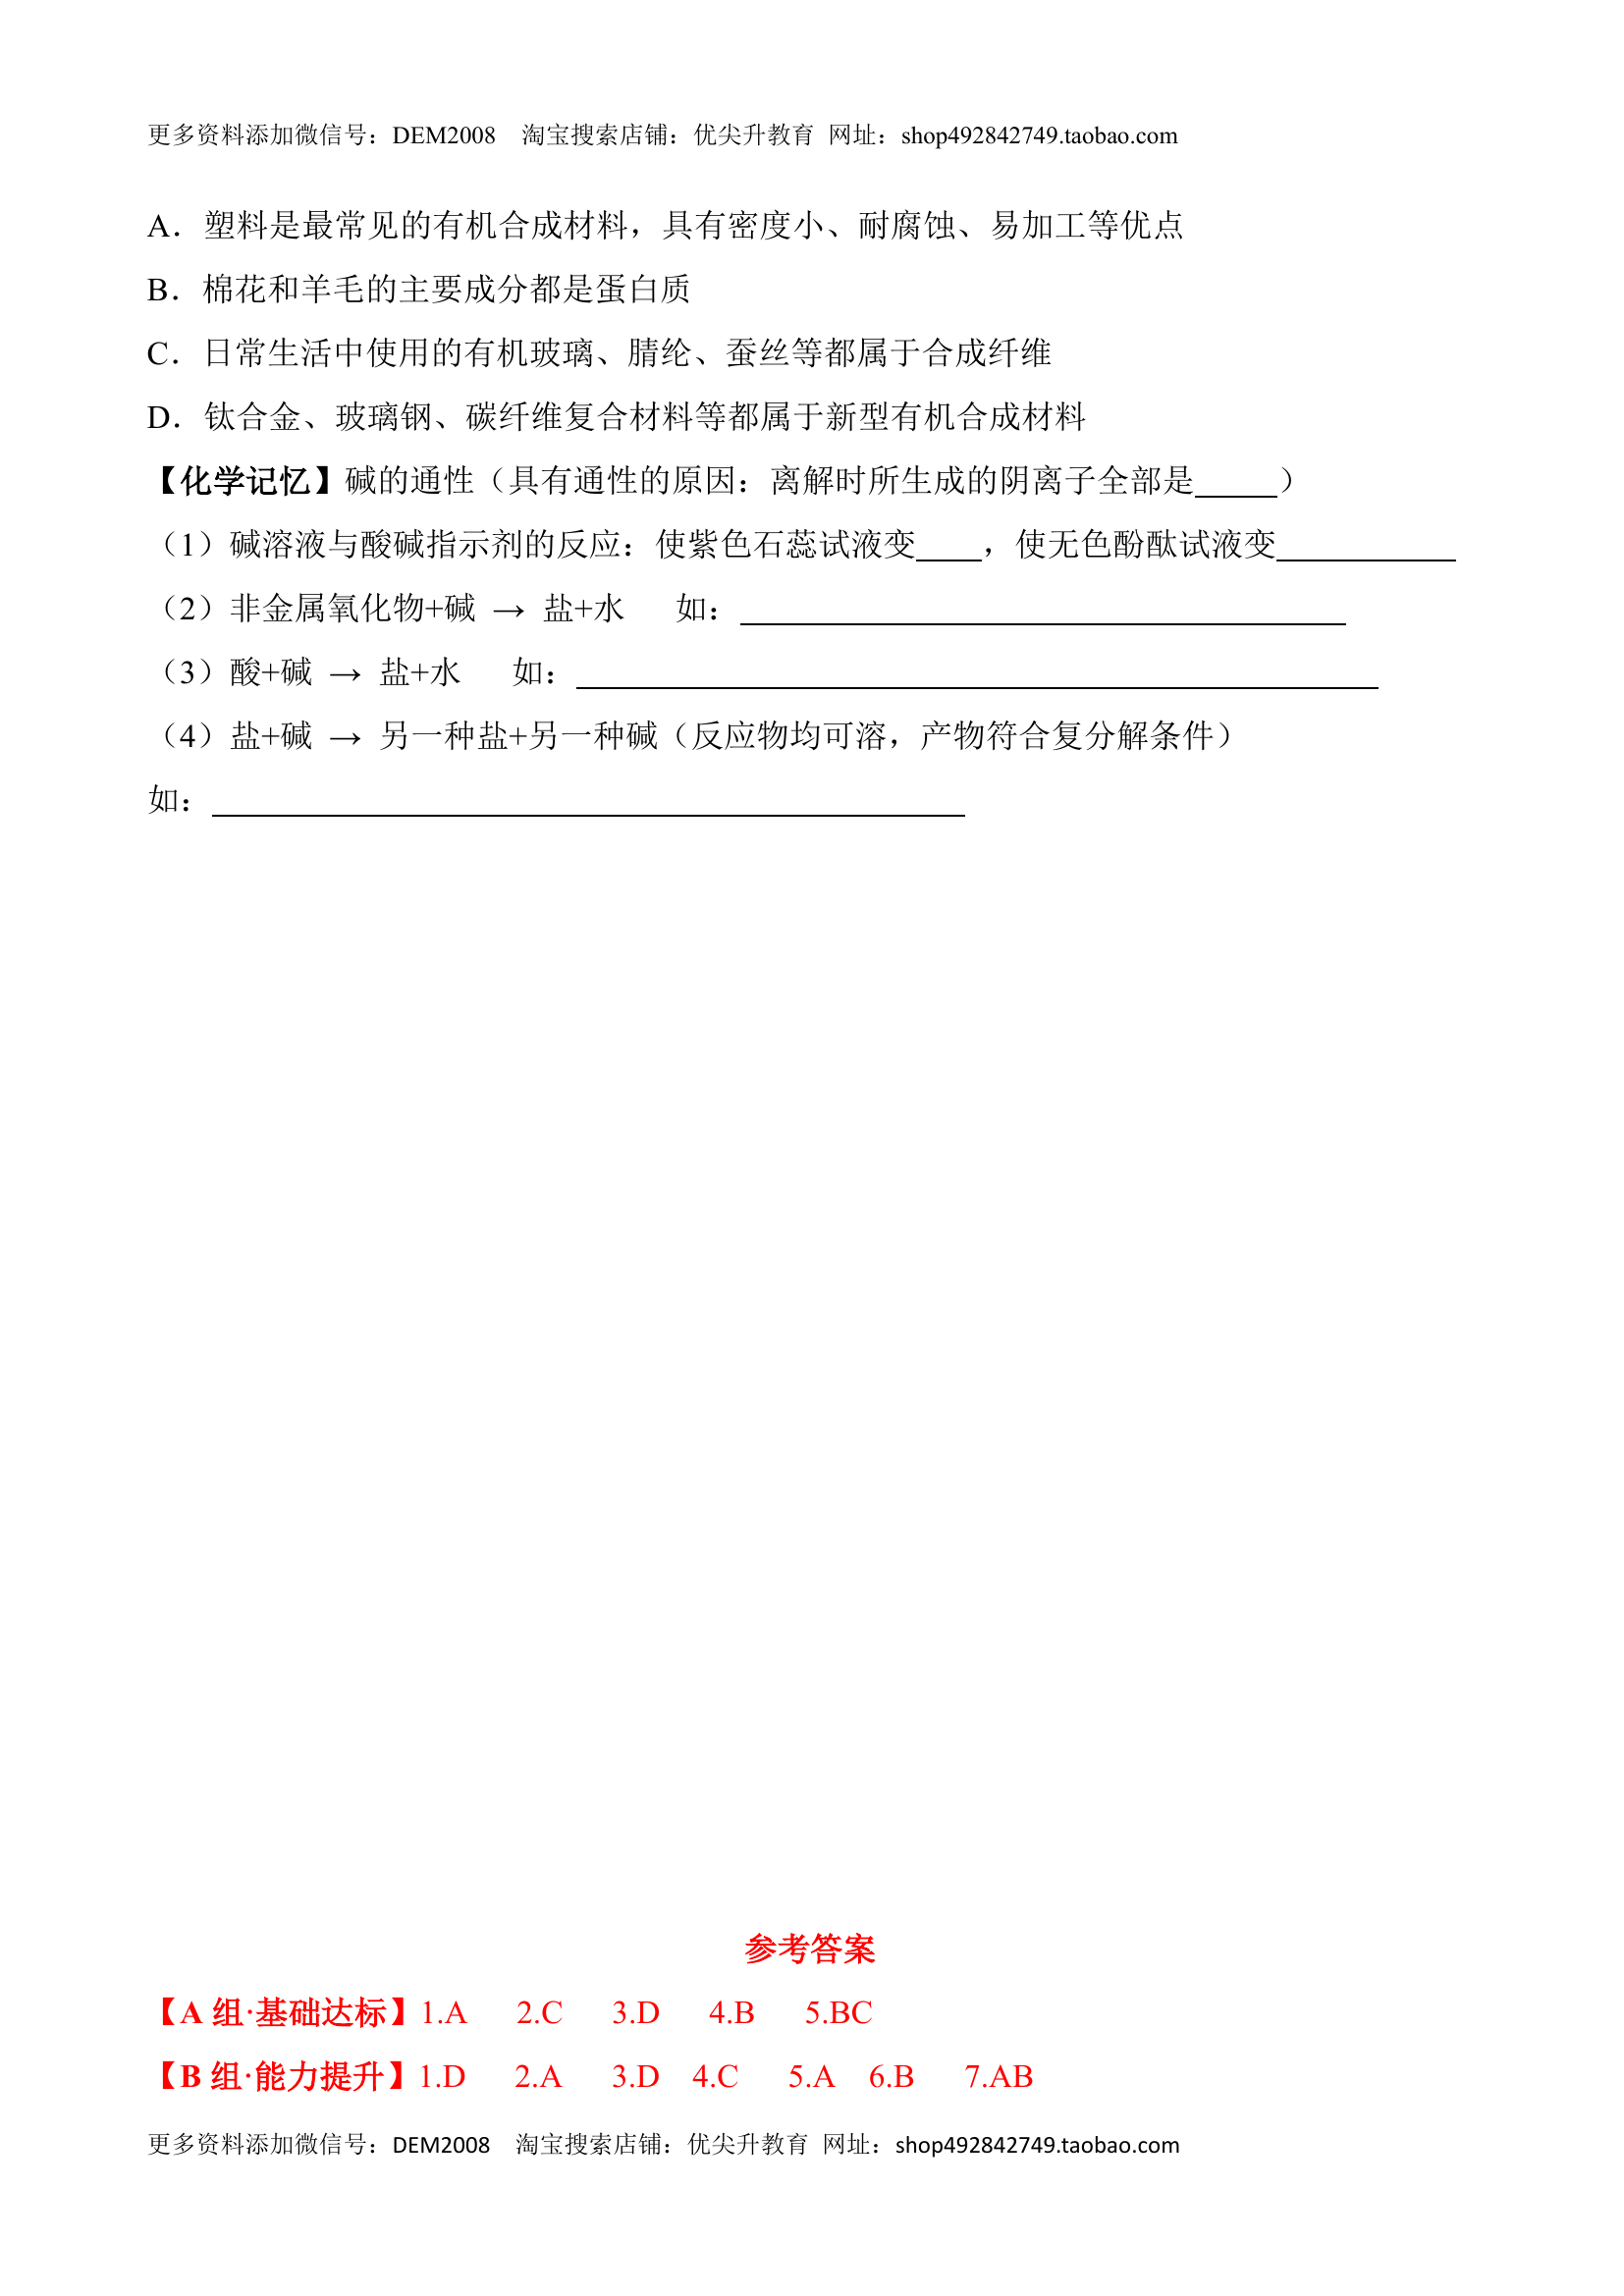 更多资料添加微信号：DEM2008 淘宝搜索店铺：优尖升教育 网址：shop492842749.taobao.com
A．塑料是最常见的有机合成材料，具有密度小、耐腐蚀、易加工等优点
B．棉花和羊毛的主要成分都是蛋白质
C．日常生活中使用的有机玻璃、腈纶、蚕丝等都属于合成纤维
D．钛合金、玻璃钢、碳纤维复合材料等都属于新型有机合成材料
【化学记忆】碱的通性（具有通性的原因：离解时所生成的阴离子全部是_____）
（1）碱溶液与酸碱指示剂的反应：使紫色石蕊试液变____，使无色酚酞试液变___________
（2）非金属氧化物+碱 → 盐+水 如：_____________________________________
（3）酸+碱 → 盐+水 如：_________________________________________________
（4）盐+碱 → 另一种盐+另一种碱（反应物均可溶，产物符合复分解条件）
如：______________________________________________
参考答案
【A 组·基础达标】1.A 2.C 3.D 4.B 5.BC
【B 组·能力提升】1.D 2.A 3.D 4.C 5.A 6.B 7.AB
更多资料添加微信号：DEM2008 淘宝搜索店铺：优尖升教育 网址：shop492842749.taobao.com